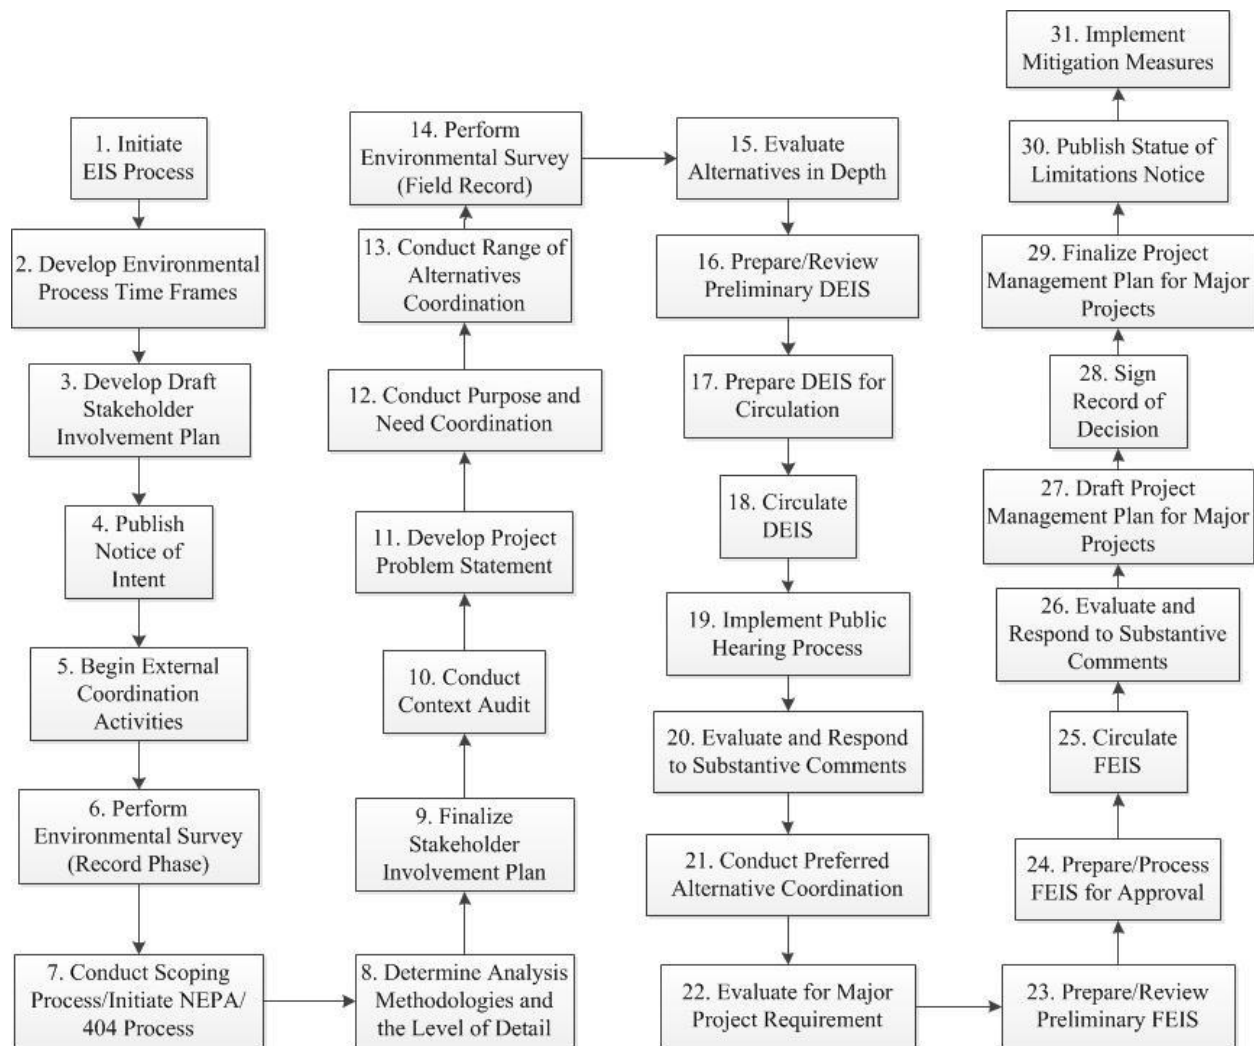 1. Initiate
EIS Process
2. Develop Environmental
Process Time Frames
3. Develop Draft
Stakeholder
Involvement Plan
4. Publish
Notice of
Intent
5. Begin External
Coordination
Activities
6. Perform
Environmental Survey
(Record Phase)
7. Conduct Scoping
Process/Initiate NEPA/
404 Process
8. Determine Analysis
Methodologies and
the Level of Detail
9. Finalize
Stakeholder
Involvement Plan
10. Conduct
Context Audit
11. Develop Project
Problem Statement
12. Conduct Purpose and
Need Coordination
13. Conduct Range of
Alternatives
Coordination
14. Perform
Environmental Survey
(Field Record)
15. Evaluate
Alternatives in Depth
16. Prepare/Review
Preliminary DEIS
17. Prepare DEIS for
Circulation
18. Circulate
DEIS
19. Implement Public
Hearing Process
20. Evaluate and Respond
to Substantive Comments
21. Conduct Preferred
Alternative Coordination
22. Evaluate for Major
Project Requirement
23. Prepare/Review
Preliminary FEIS
24. Prepare/Process
FEIS for Approval
25. Circulate
FEIS
26. Evaluate and
Respond to Substantive
Comments
27. Draft Project
Management Plan for Major
Projects
28. Sign
Record of
Decision
29. Finalize Project
Management Plan for Major
Projects
30. Publish Statue of
Limitations Notice
31. Implement
Mitigation Measures